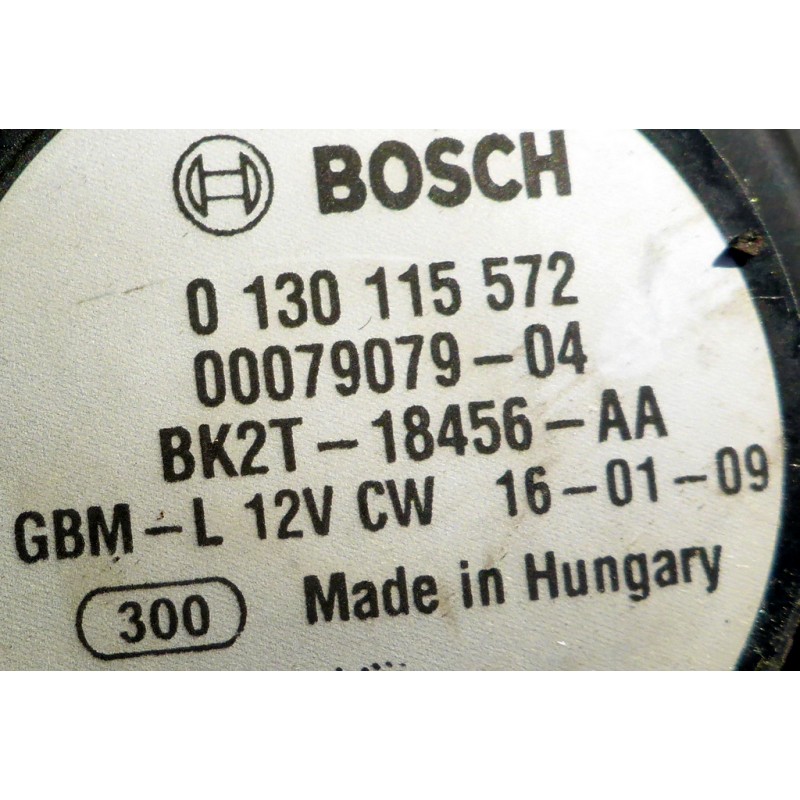 BOSCH
0 130 115 572
00079079-04
BK2T-18456-AA
GBM-L 12V CW 16-01-09
300 Made in Hungary